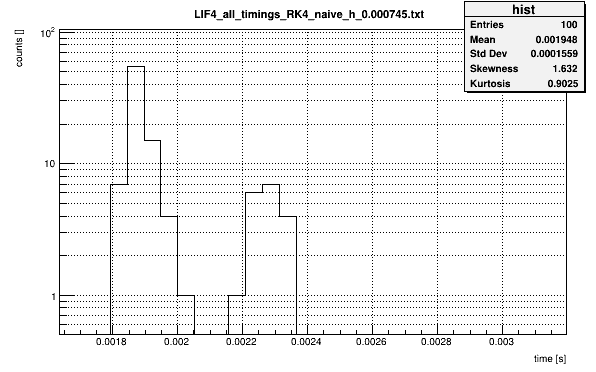 LIF4_all_timings_RK4_naive_h_0.000745.txt
hist
Entries 100
Mean 0.001948
Std Dev 0.0001559
Skewness 1.632
Kurtosis 0.9025
counts []
10²
10
1
0.0018 0.002 0.0022 0.0024 0.0026 0.0028 0.003
time [s]